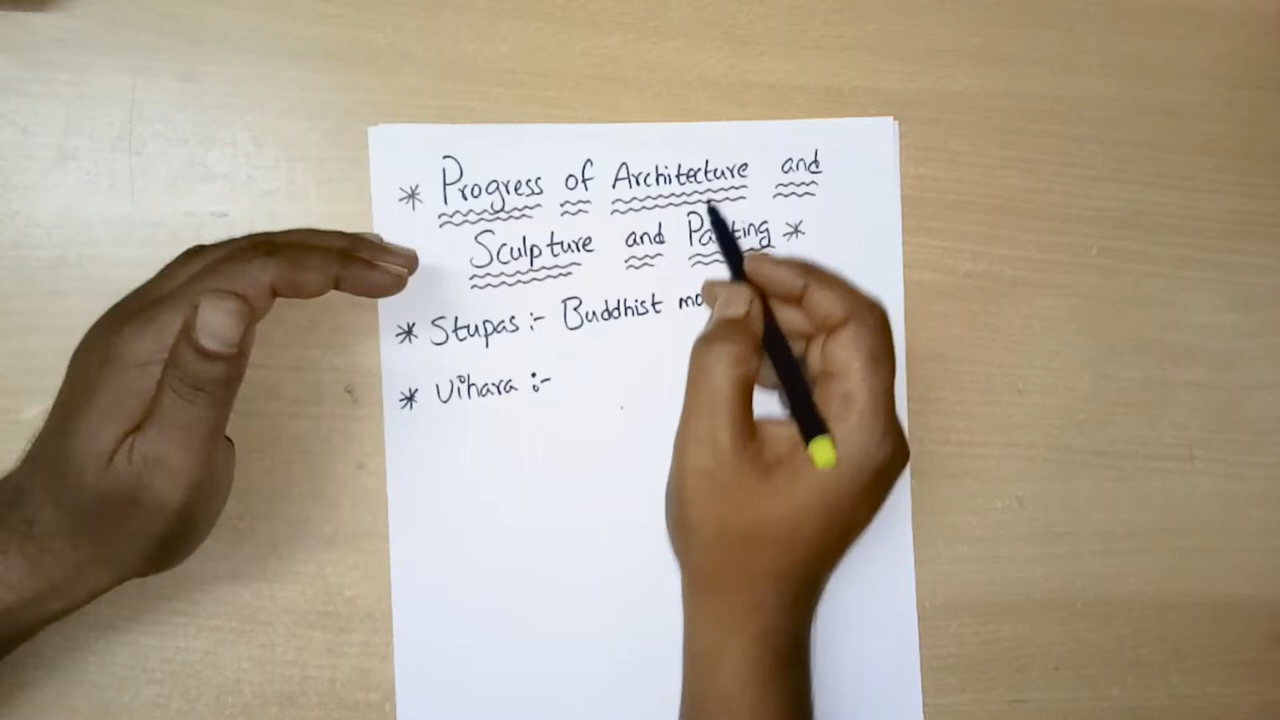 * Progress of Architecture and
Sculpture and *
* Stupas :- Buddhist
* Vihara :-